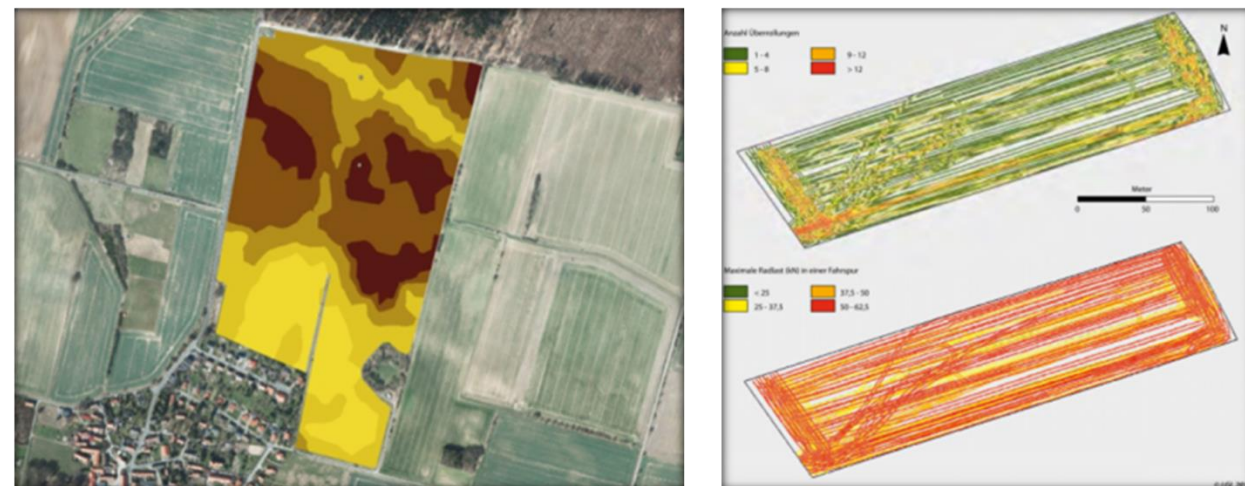 Anzahl Überrollungen
1 - 4
9 - 12
5 - 8
> 12
N
Meter
0 50 100
Maximale Radlast (kN) in einer Fahrspur
< 25
37,5 - 50
25 - 37,5
50 - 62,5